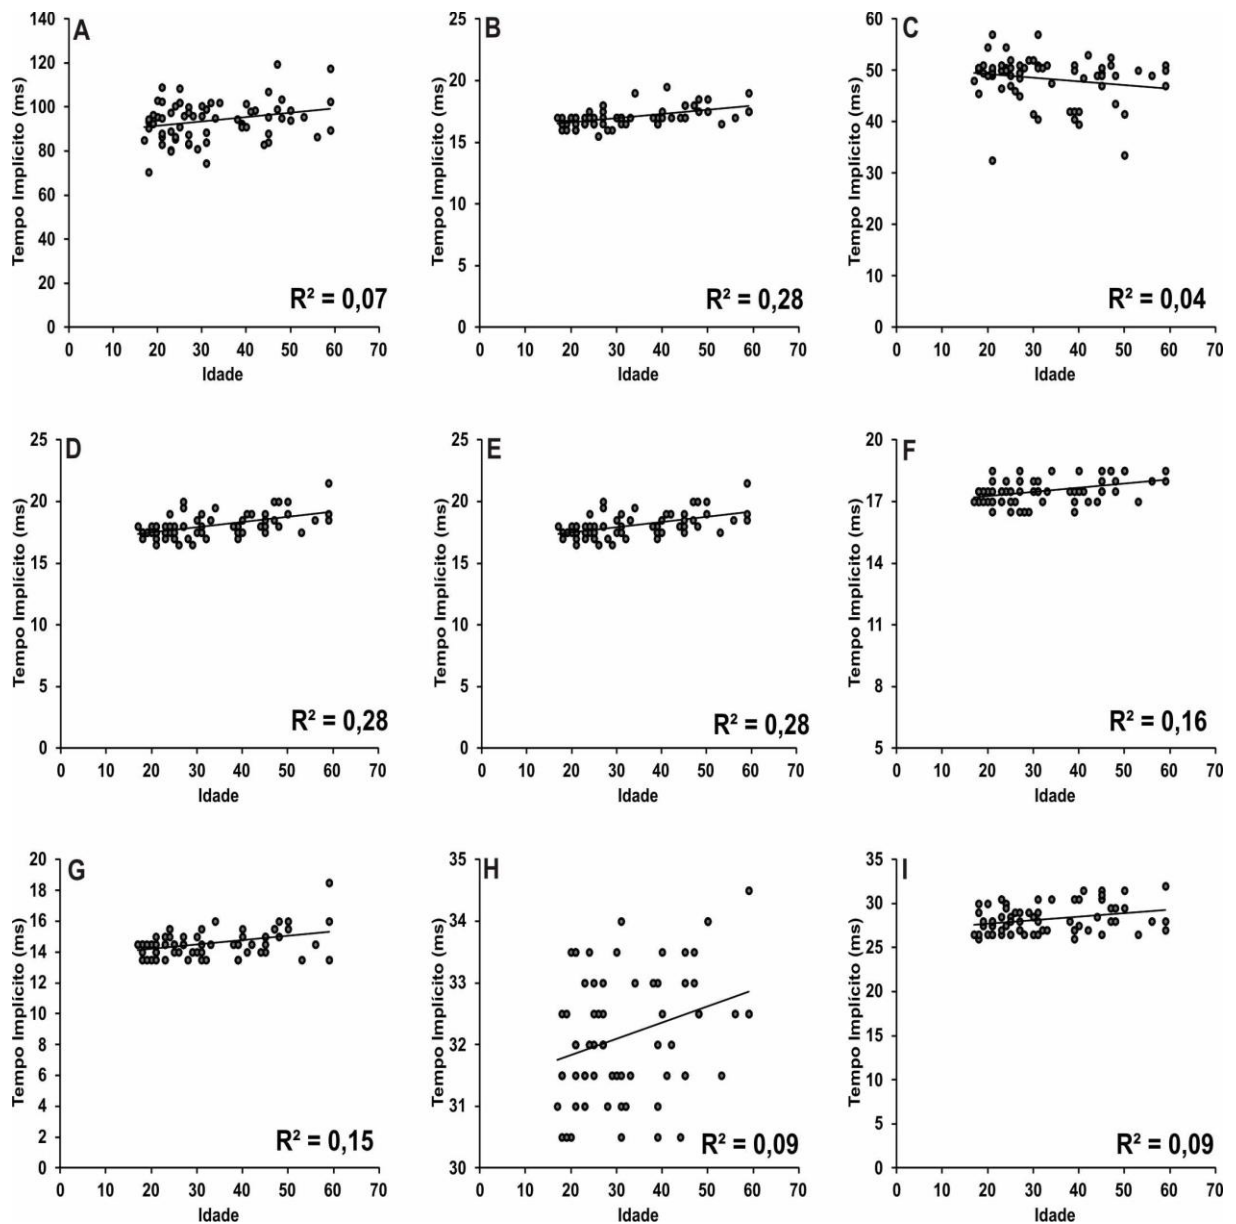 A
Tempo Implícito (ms)
140
120
100
80
60
40
20
0
R² = 0,07
0 10 20 30 40 50 60 70
Idade
B
Tempo Implícito (ms)
25
20
15
10
5
0
R² = 0,28
0 10 20 30 40 50 60 70
Idade
C
Tempo Implícito (ms)
60
50
40
30
20
10
0
R² = 0,04
0 10 20 30 40 50 60 70
Idade
D
Tempo Implícito (ms)
25
20
15
10
5
0
R² = 0,28
0 10 20 30 40 50 60 70
Idade
E
Tempo Implícito (ms)
25
20
15
10
5
0
R² = 0,28
0 10 20 30 40 50 60 70
Idade
F
Tempo Implícito (ms)
20
17
14
11
8
5
R² = 0,16
0 10 20 30 40 50 60 70
Idade
G
Tempo Implícito (ms)
20
18
16
14
12
10
8
6
4
2
0
R² = 0,15
0 10 20 30 40 50 60 70
Idade
H
Tempo Implícito (ms)
35
34
33
32
31
30
R² = 0,09
0 10 20 30 40 50 60 70
Idade
I
Tempo Implícito (ms)
35
30
25
20
15
10
5
0
R² = 0,09
0 10 20 30 40 50 60 70
Idade